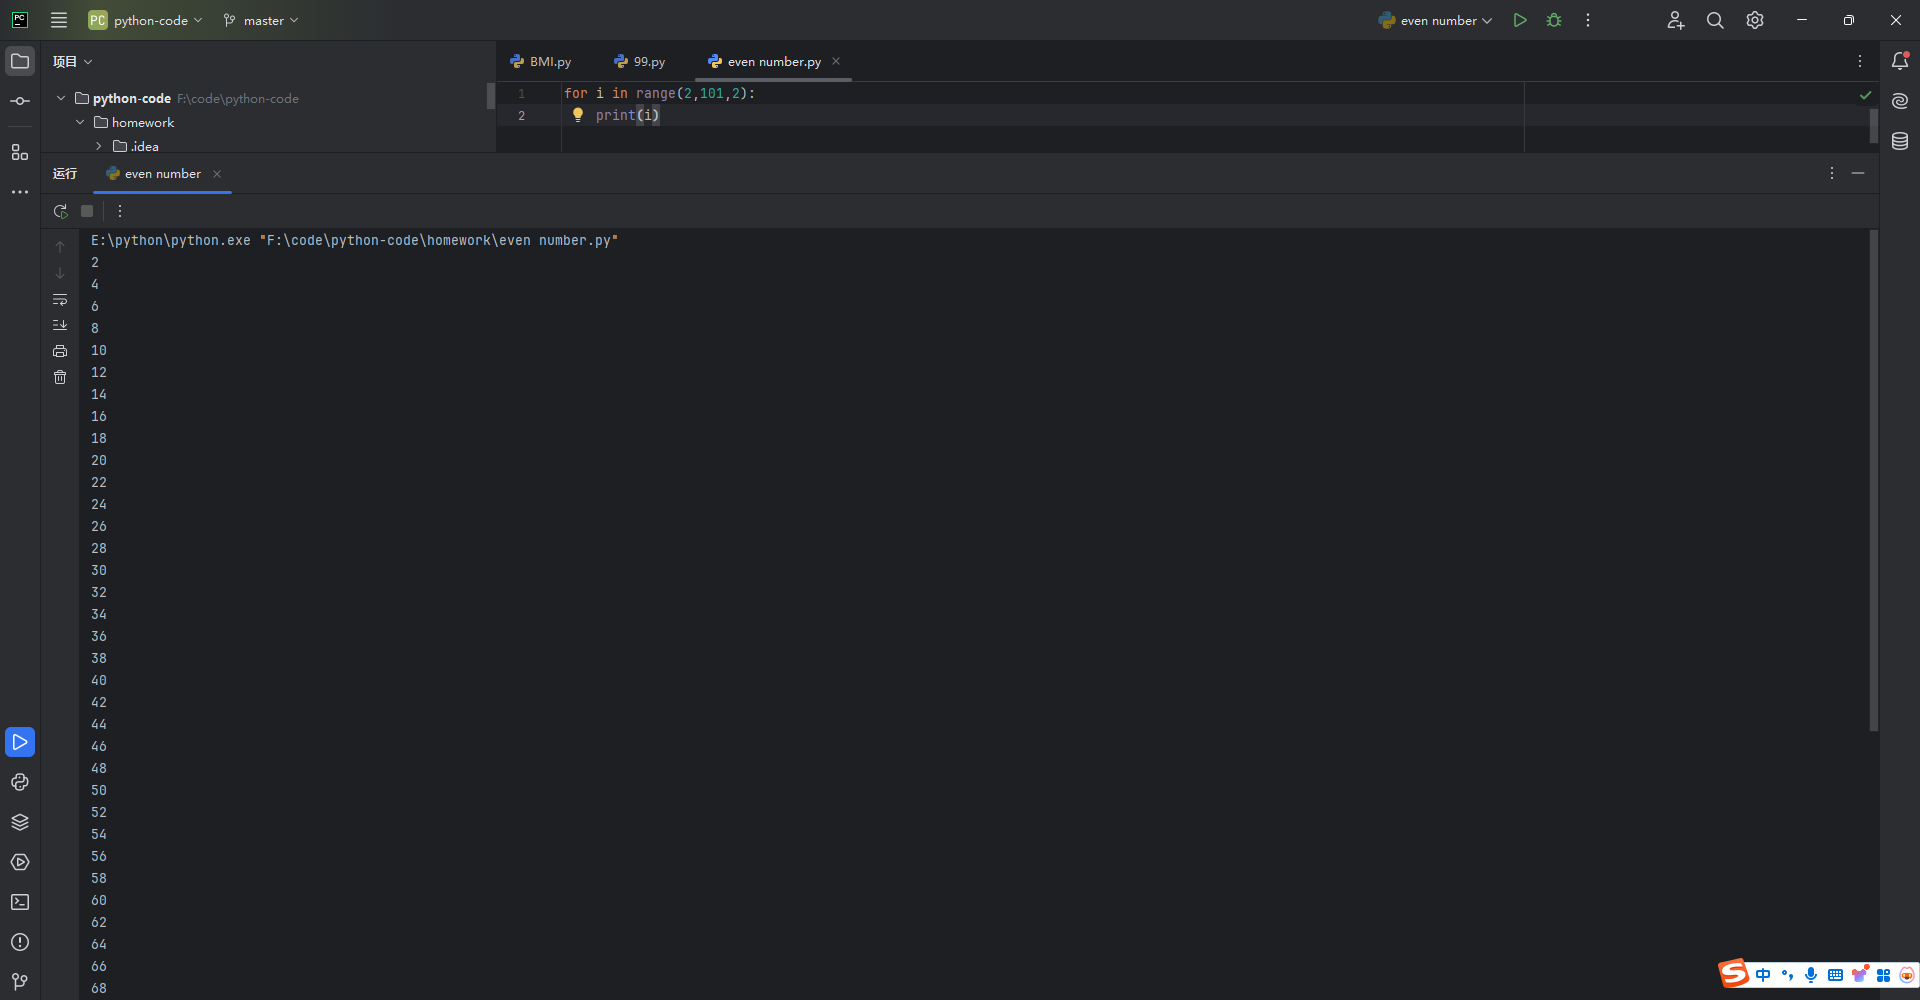 PC
PC python-code master even number
项目
BMI.py 99.py even number.py
python-code F:\code\python-code
homework
.idea
1 for i in range(2,101,2):
2 print(i)
运行 even number
E:\python\python.exe "F:\code\python-code\homework\even number.py"
2
4
6
8
10
12
14
16
18
20
22
24
26
28
30
32
34
36
38
40
42
44
46
48
50
52
54
56
58
60
62
64
66
68
S 中